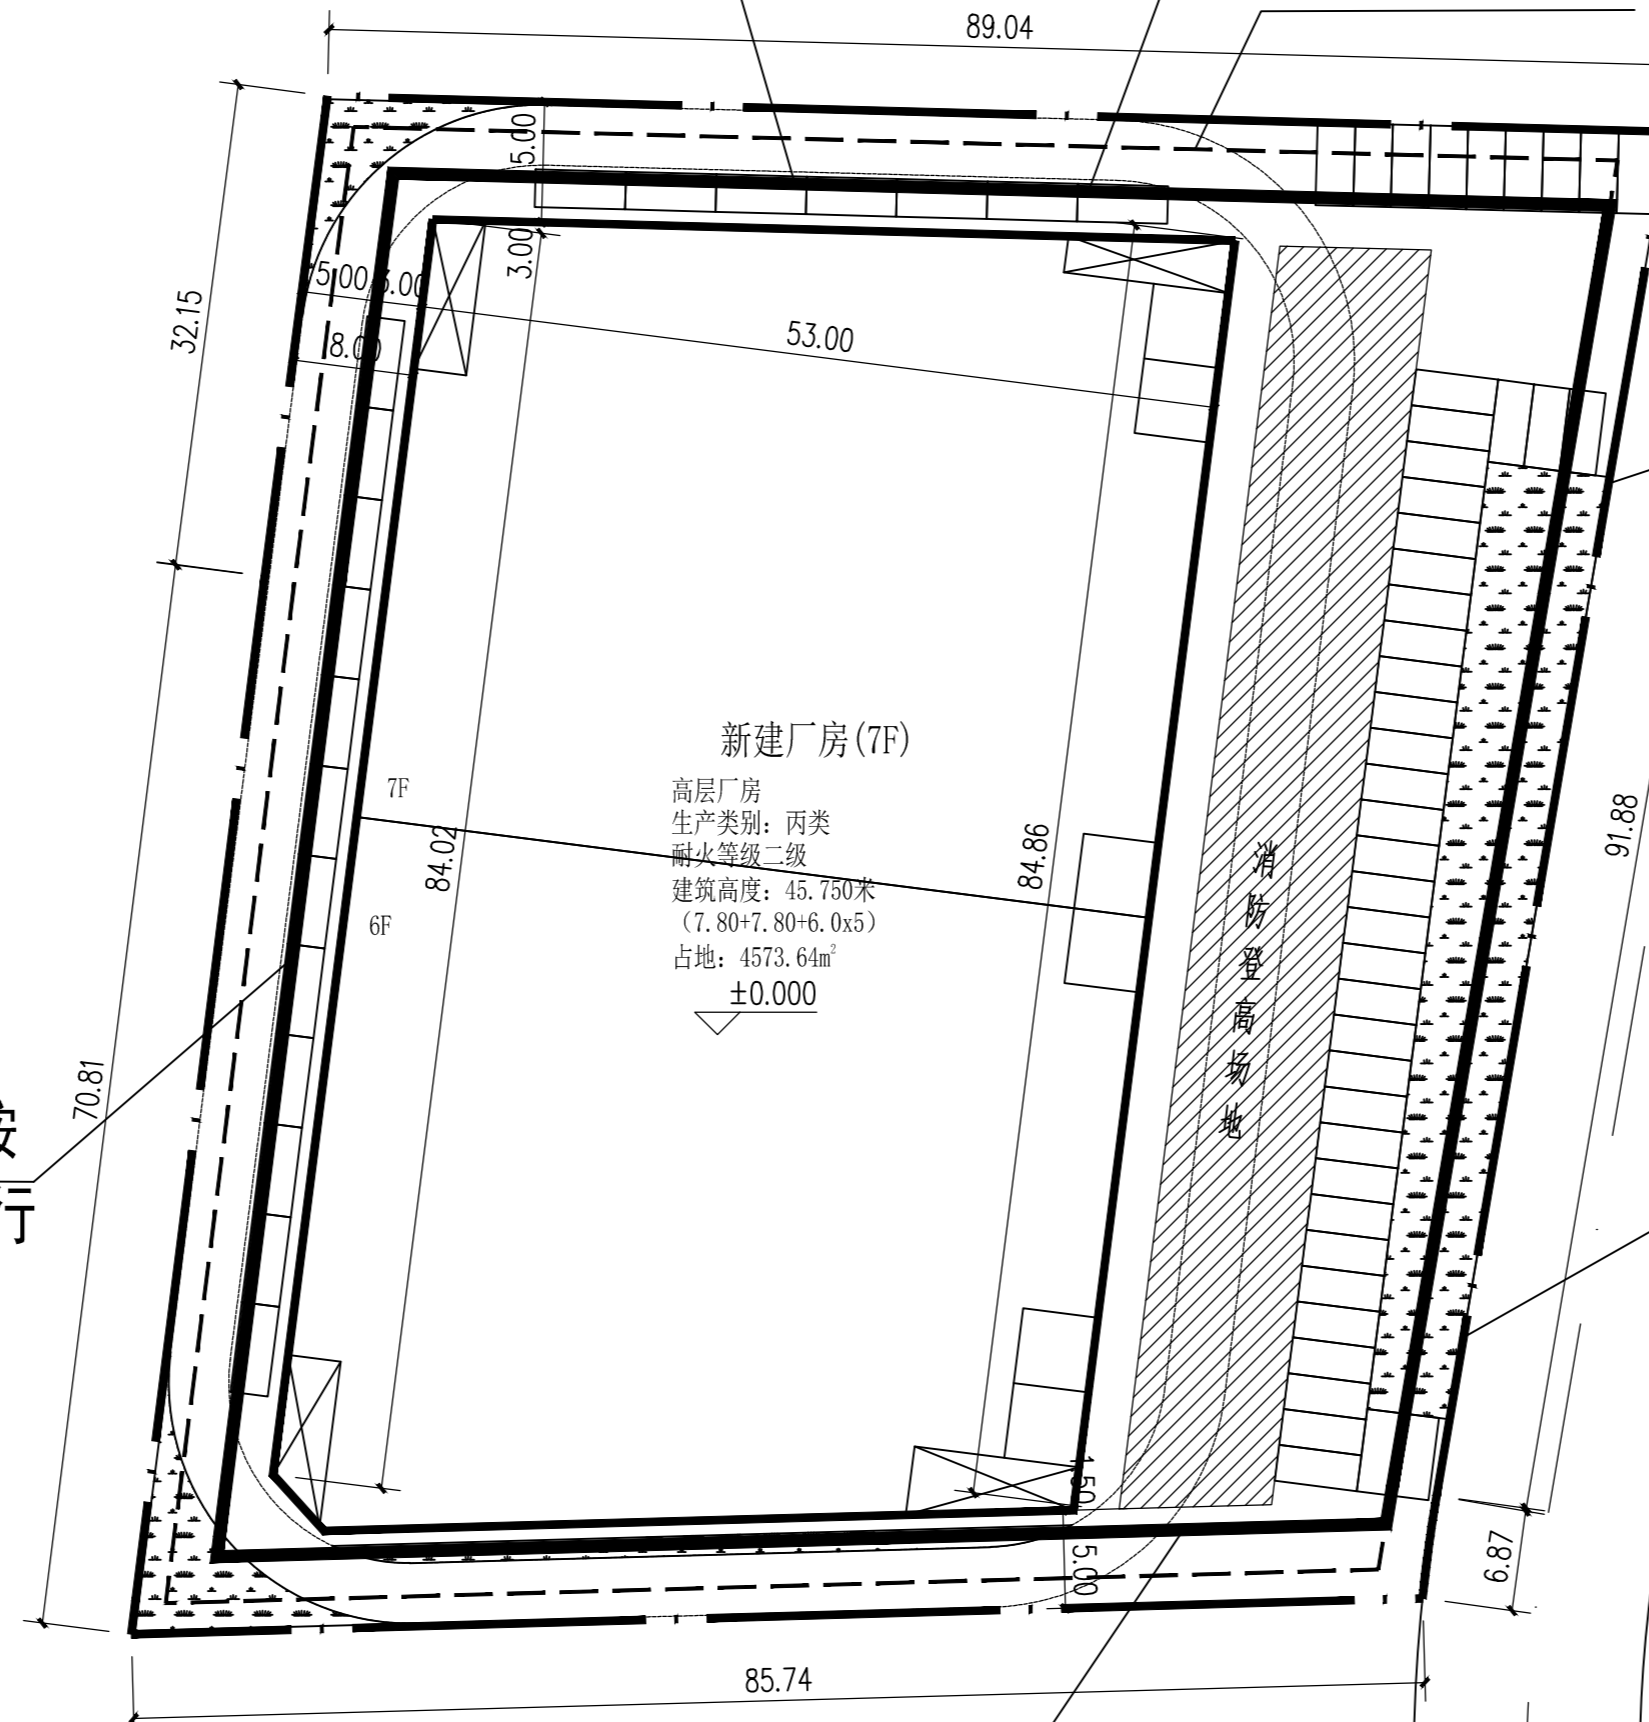 89.04
5.00
3.00
5.00
3.00
8.00
32.15
53.00
新建厂房(7F)
高层厂房
生产类别: 丙类
耐火等级二级
建筑高度: 45.750米
(7.80+7.80+6.0x5)
占地: 4573.64m²
±0.000
7F
6F
84.02
84.86
消防登高场地
91.88
70.81
行
1.50
5.00
6.87
85.74